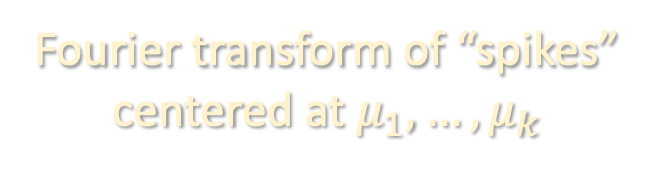 Fourier transform of “spikes”
centered at 𝜇₁, … , 𝜇ₖ